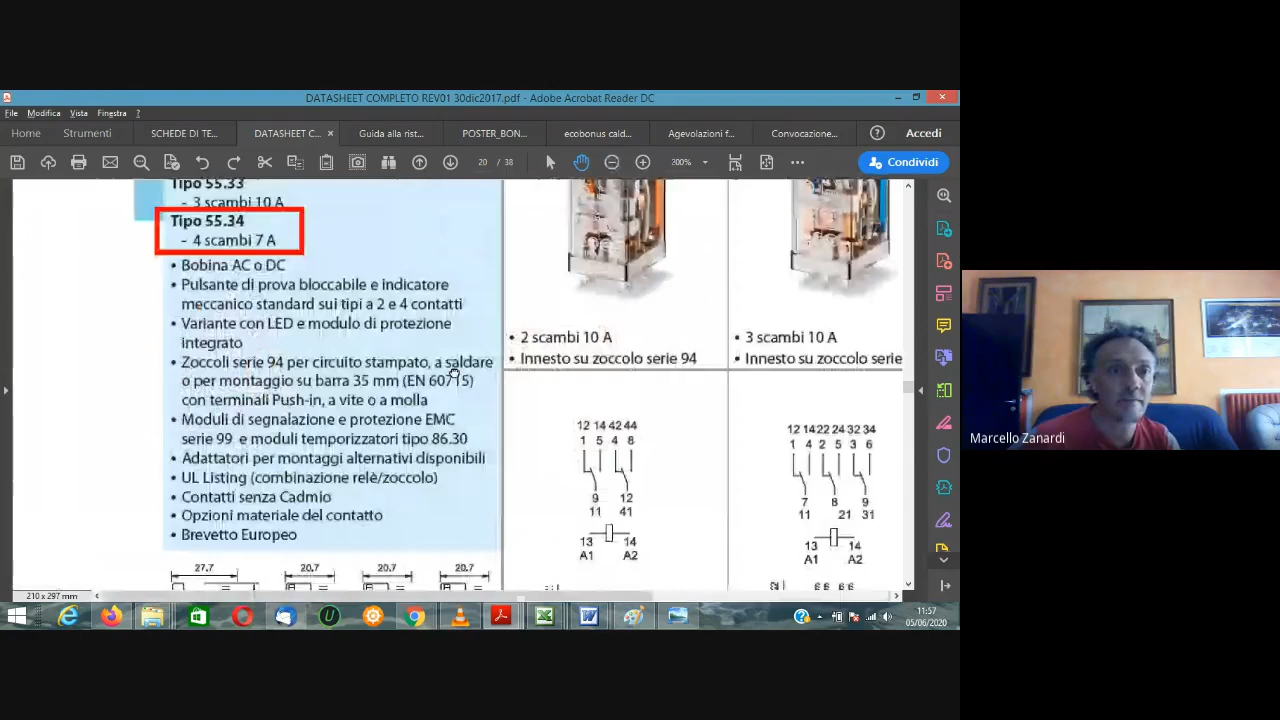 DATASHEET COMPLETO REV01 30dic2017.pdf - Adobe Acrobat Reader DC
File Modifica Vista Finestra ?
Home Strumenti SCHEDE DI TE... DATASHEET C... × Guida alla rist... POSTER_BON... ecobonus cald... Agevolazioni f... Convocazione... Accedi
20 / 38 300% Condividi
Tipo 55.33
- 3 scambi 10 A
Tipo 55.34
- 4 scambi 7 A
• Bobina AC o DC
• Pulsante di prova bloccabile e indicatore
meccanico standard sui tipi a 2 e 4 contatti
• Variante con LED e modulo di protezione
integrato
• Zoccoli serie 94 per circuito stampato, a saldare
o per montaggio su barra 35 mm (EN 60715)
con terminali Push-in, a vite o a molla
• Moduli di segnalazione e protezione EMC
serie 99 e moduli temporizzatori tipo 86.30
• Adattatori per montaggi alternativi disponibili
• UL Listing (combinazione relè/zoccolo)
• Contatti senza Cadmio
• Opzioni materiale del contatto
• Brevetto Europeo
27.7 20.7 20.7 20.7
• 2 scambi 10 A
• Innesto su zoccolo serie 94
12 14 42 44
1 5 4 8
9 12
11 41
13 14
A1 A2
• 3 scambi 10 A
• Innesto su zoccolo serie
12 14 22 24 32 34
1 4 2 5 3 6
7 8 9
11 21 31
13 14
A1 A2
6.6 6.6
210 x 297 mm
11:57
05/06/2020
Marcello Zanardi